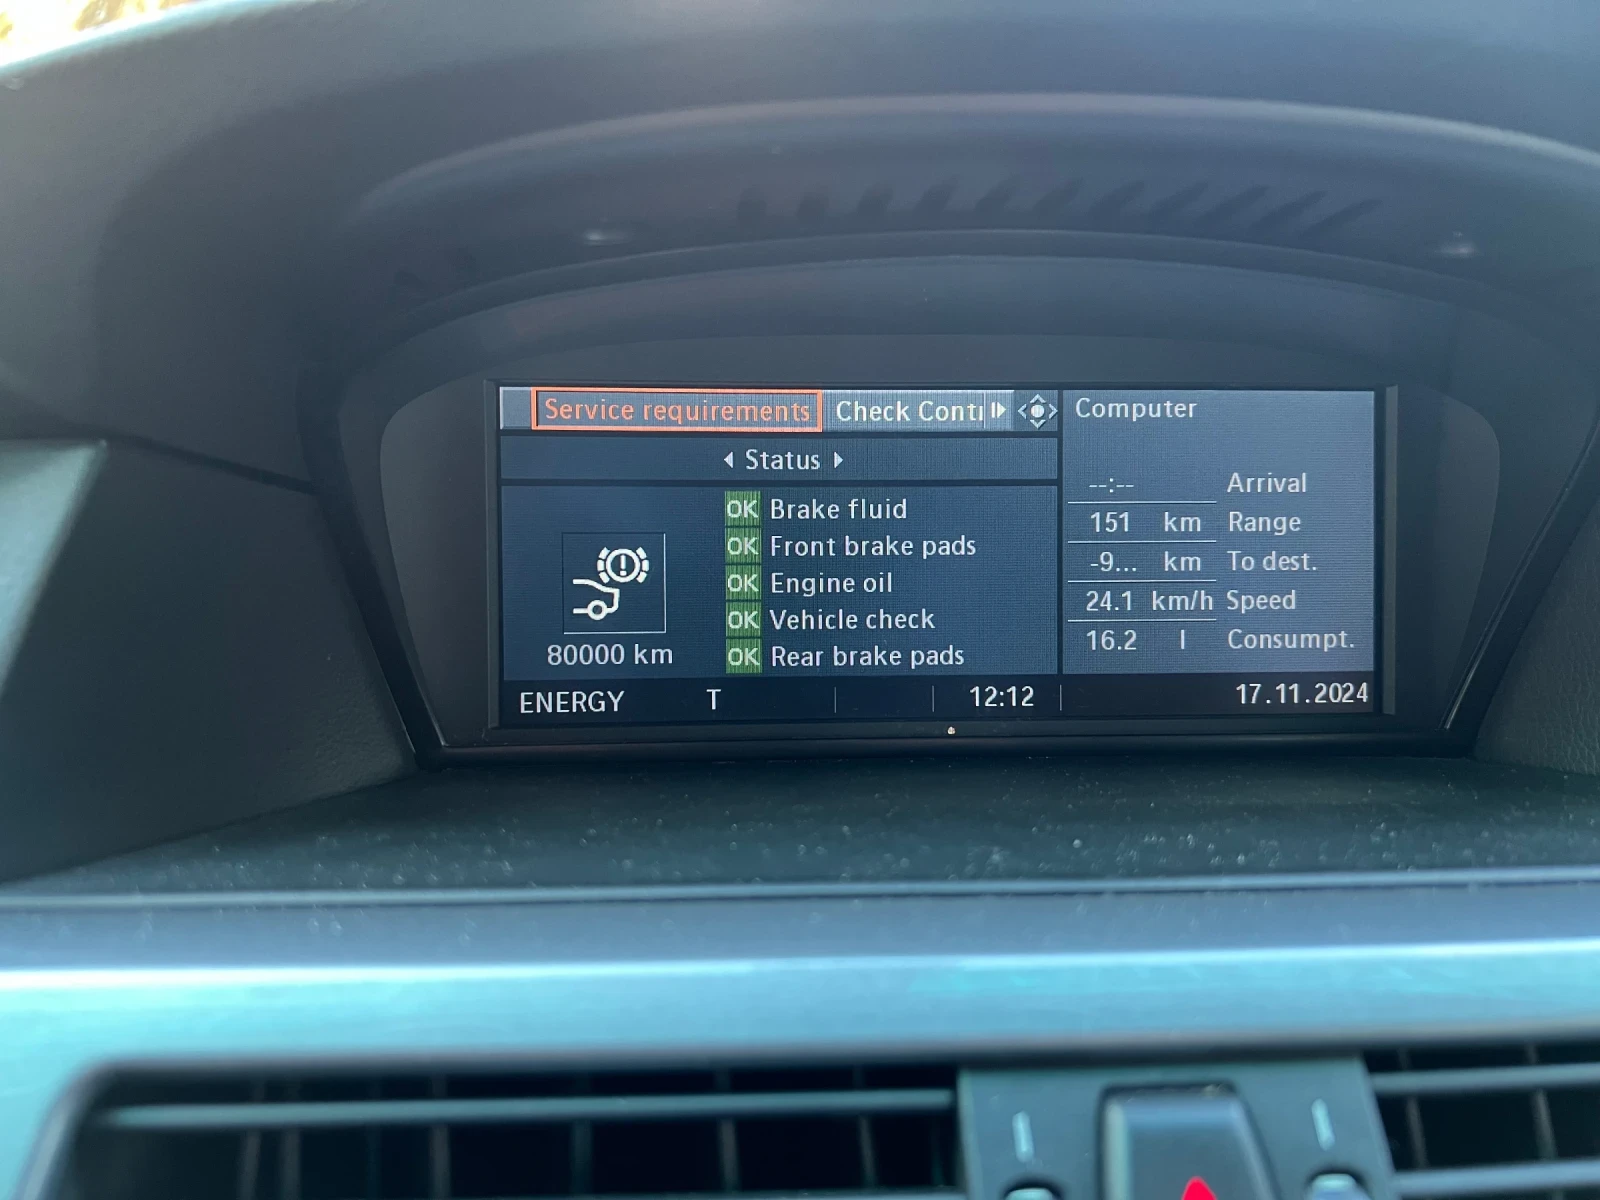 Service requirements Check Conti
Status
OK Brake fluid
OK Front brake pads
OK Engine oil
OK Vehicle check
OK Rear brake pads
80000 km
Computer
--:-- Arrival
151 km Range
-9... km To dest.
24.1 km/h Speed
16.2 l Consumpt.
ENERGY T 12:12 17.11.2024